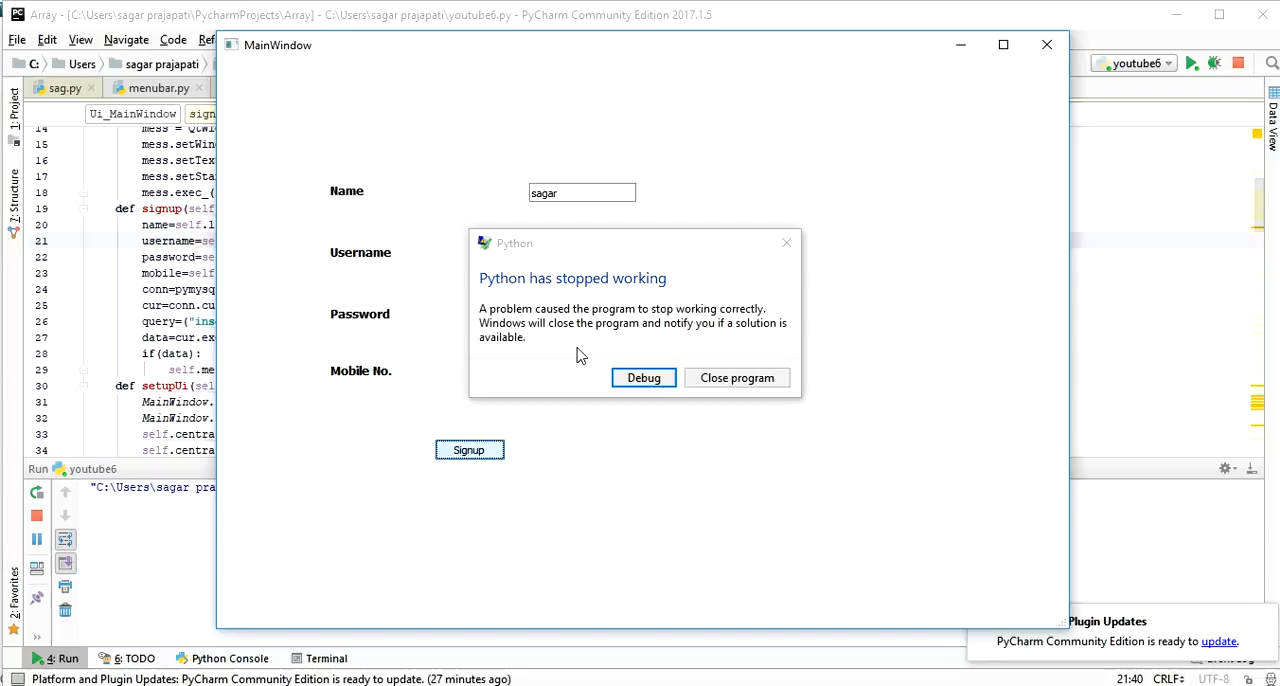 Array - [C:\Users\sagar prajapati\PycharmProjects\Array] - C:\Users\sagar prajapati\youtube6.py - PyCharm Community Edition 2017.1.5
File Edit View Navigate Code Ref
MainWindow
C: Users sagar prajapati
youtube6
sag.py menubar.py
Ui_MainWindow sign
1: Project
7: Structure
2: Favorites
Data View
14 mess = QtWi
15 mess.setWin
16 mess.setTex
17 mess.setSta
18 mess.exec_(
19 def signup(self
20 name=self.l
21 username=se
22 password=se
23 mobile=self
24 conn=pymysq
25 cur=conn.cu
26 query=("ins
27 data=cur.exe
28 if(data):
29 self.me
30 def setupUi(sel
31 MainWindow.
32 MainWindow.
33 self.centra
34 self.centra
Name sagar
Username
Password
Mobile No.
Signup
Python
Python has stopped working
A problem caused the program to stop working correctly.
Windows will close the program and notify you if a solution is
available.
Debug Close program
Run youtube6
"C:\Users\sagar pra
Plugin Updates
PyCharm Community Edition is ready to update.
4: Run 6: TODO Python Console Terminal
Platform and Plugin Updates: PyCharm Community Edition is ready to update. (27 minutes ago)
21:40 CRLF UTF-8